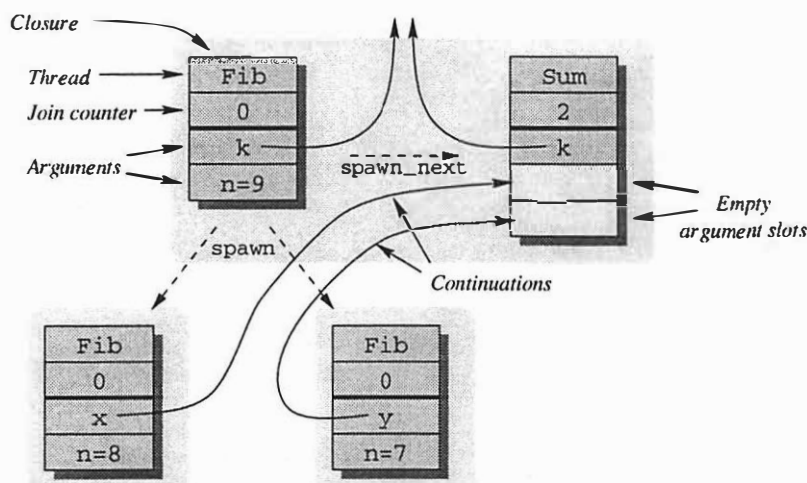 Closure
Thread
Join counter
Arguments
Fib
0
k
n=9
spawn_next
Sum
2
k
Empty
argument slots
spawn
Continuations
Fib
0
x
n=8
Fib
0
y
n=7